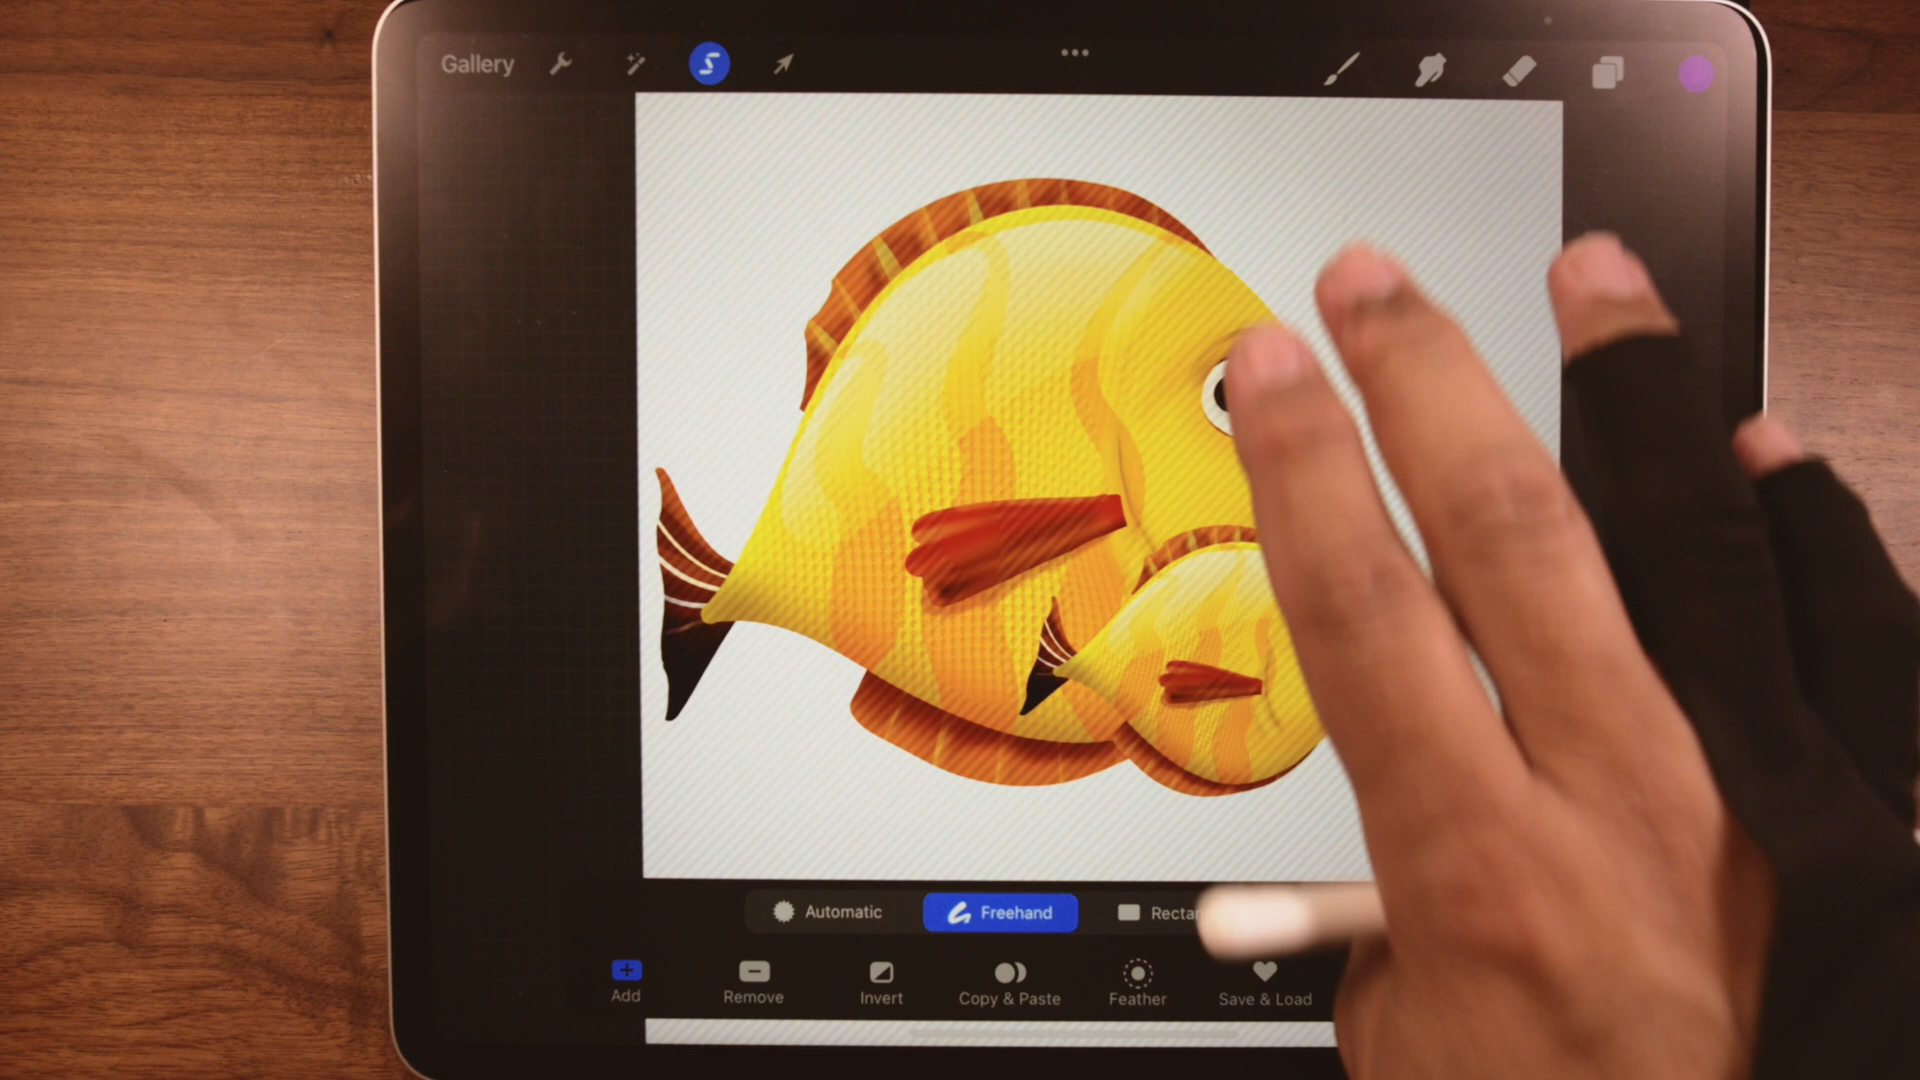 Gallery
Automatic
Freehand
Add
Remove
Invert
Copy & Paste
Feather
Save & Load